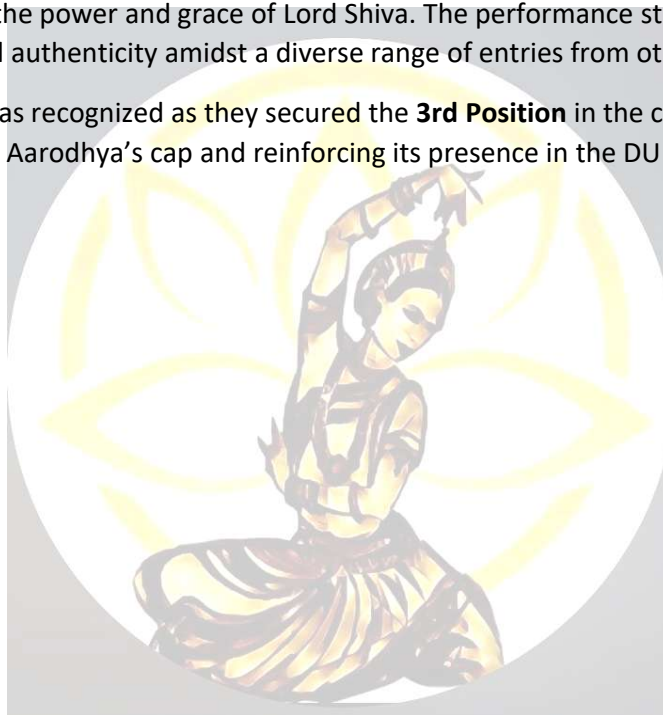 the power and grace of Lord Shiva. The performance st
l authenticity amidst a diverse range of entries from ot
as recognized as they secured the 3rd Position in the c
Aarodhya’s cap and reinforcing its presence in the DU